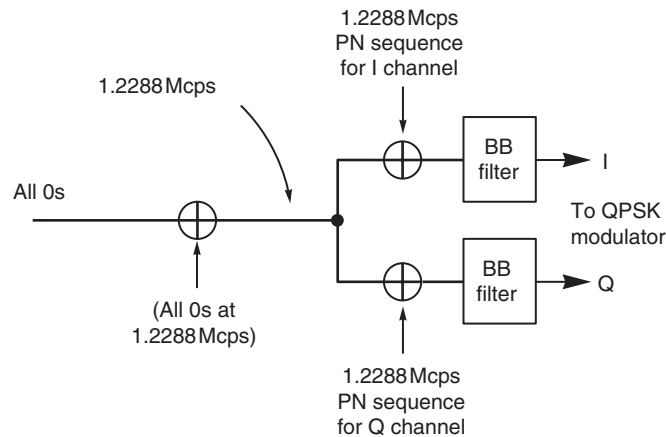 1.2288 Mcps
PN sequence
for I channel
1.2288 Mcps
BB
filter
I
All 0s
To QPSK
modulator
BB
filter
Q
(All 0s at
1.2288 Mcps)
1.2288 Mcps
PN sequence
for Q channel